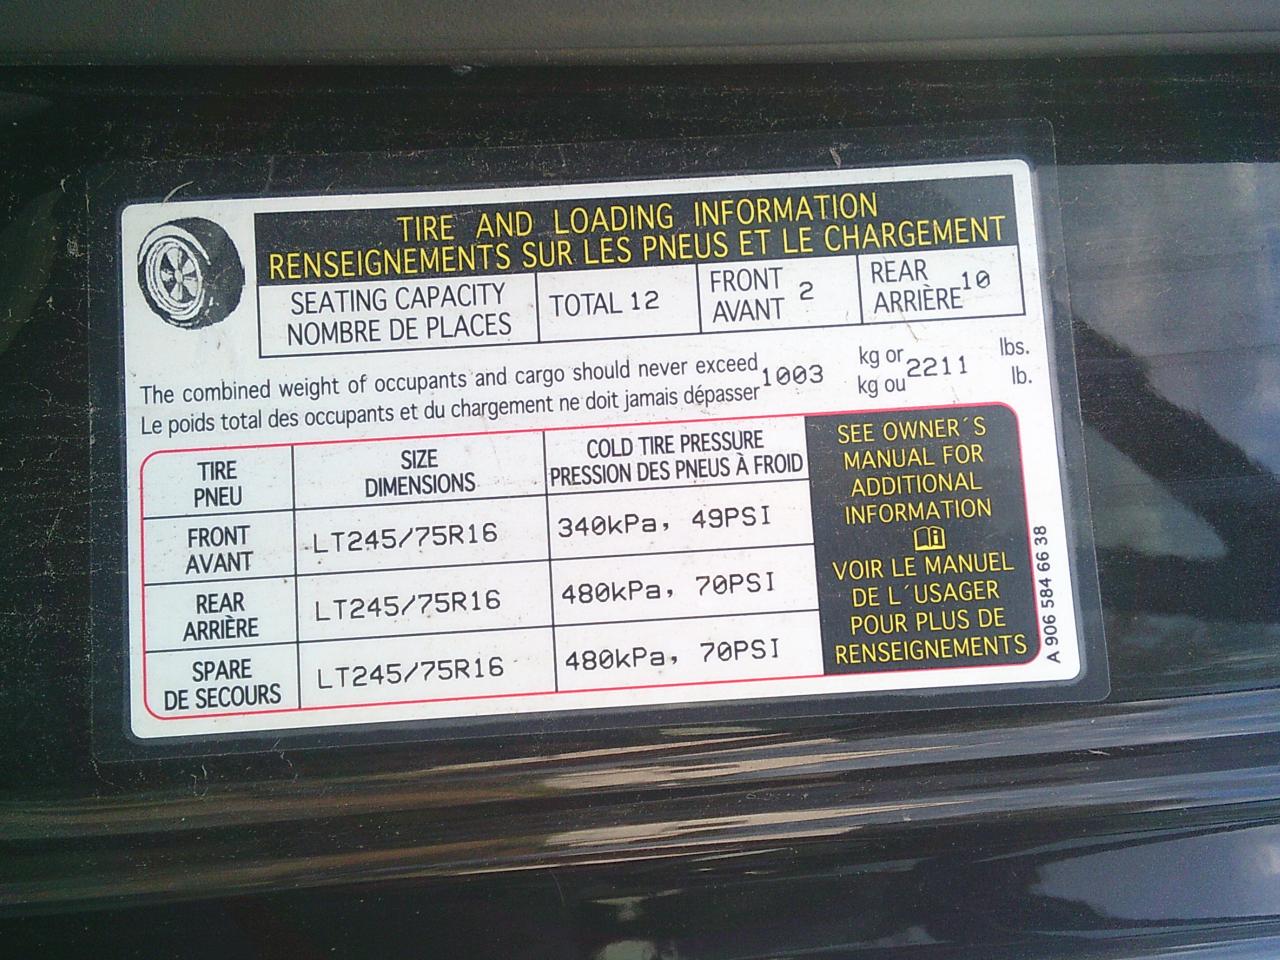 TIRE AND LOADING INFORMATION
RENSEIGNEMENTS SUR LES PNEUS ET LE CHARGEMENT
SEATING CAPACITY
NOMBRE DE PLACES
TOTAL 12
FRONT
AVANT 2
REAR
ARRIÈRE 10
The combined weight of occupants and cargo should never exceed 1003 kg or 2211 lbs.
Le poids total des occupants et du chargement ne doit jamais dépasser kg ou lb.
TIRE
PNEU
SIZE
DIMENSIONS
COLD TIRE PRESSURE
PRESSION DES PNEUS À FROID
FRONT
AVANT
LT245/75R16
340kPa, 49PSI
REAR
ARRIÈRE
LT245/75R16
480kPa, 70PSI
SPARE
DE SECOURS
LT245/75R16
480kPa, 70PSI
SEE OWNER´S
MANUAL FOR
ADDITIONAL
INFORMATION
VOIR LE MANUEL
DE L´USAGER
POUR PLUS DE
RENSEIGNEMENTS
A 906 584 66 38